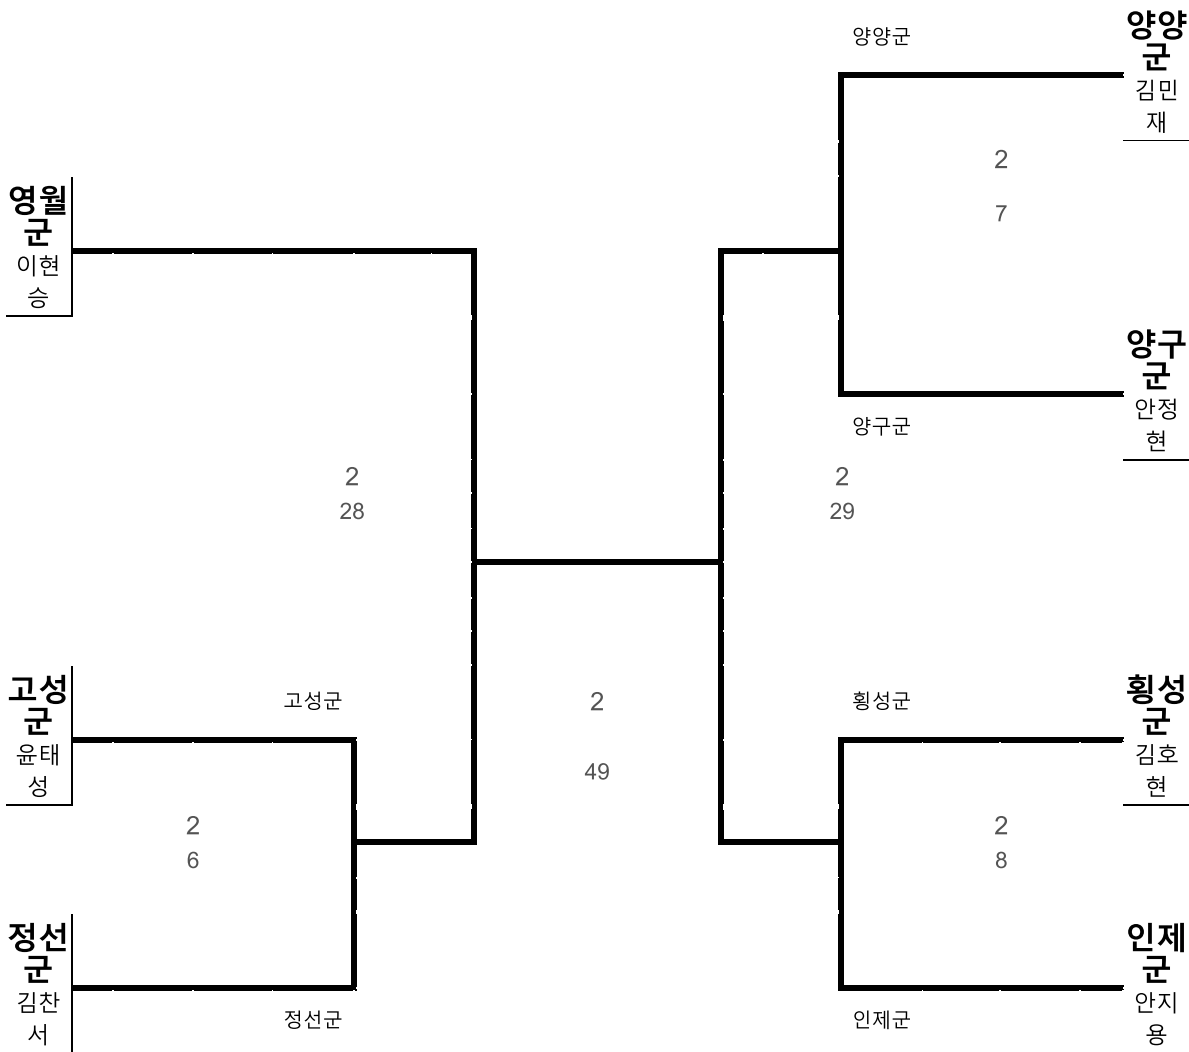 양양군
양양
군
김민
재
2
7
영월
군
이현
승
양구
군
안정
현
양구군
2
28
2
29
고성
군
윤태
성
고성군
2
49
횡성군
횡성
군
김호
현
2
6
2
8
정선
군
김찬
서
정선군
인제군
인제
군
안지
용